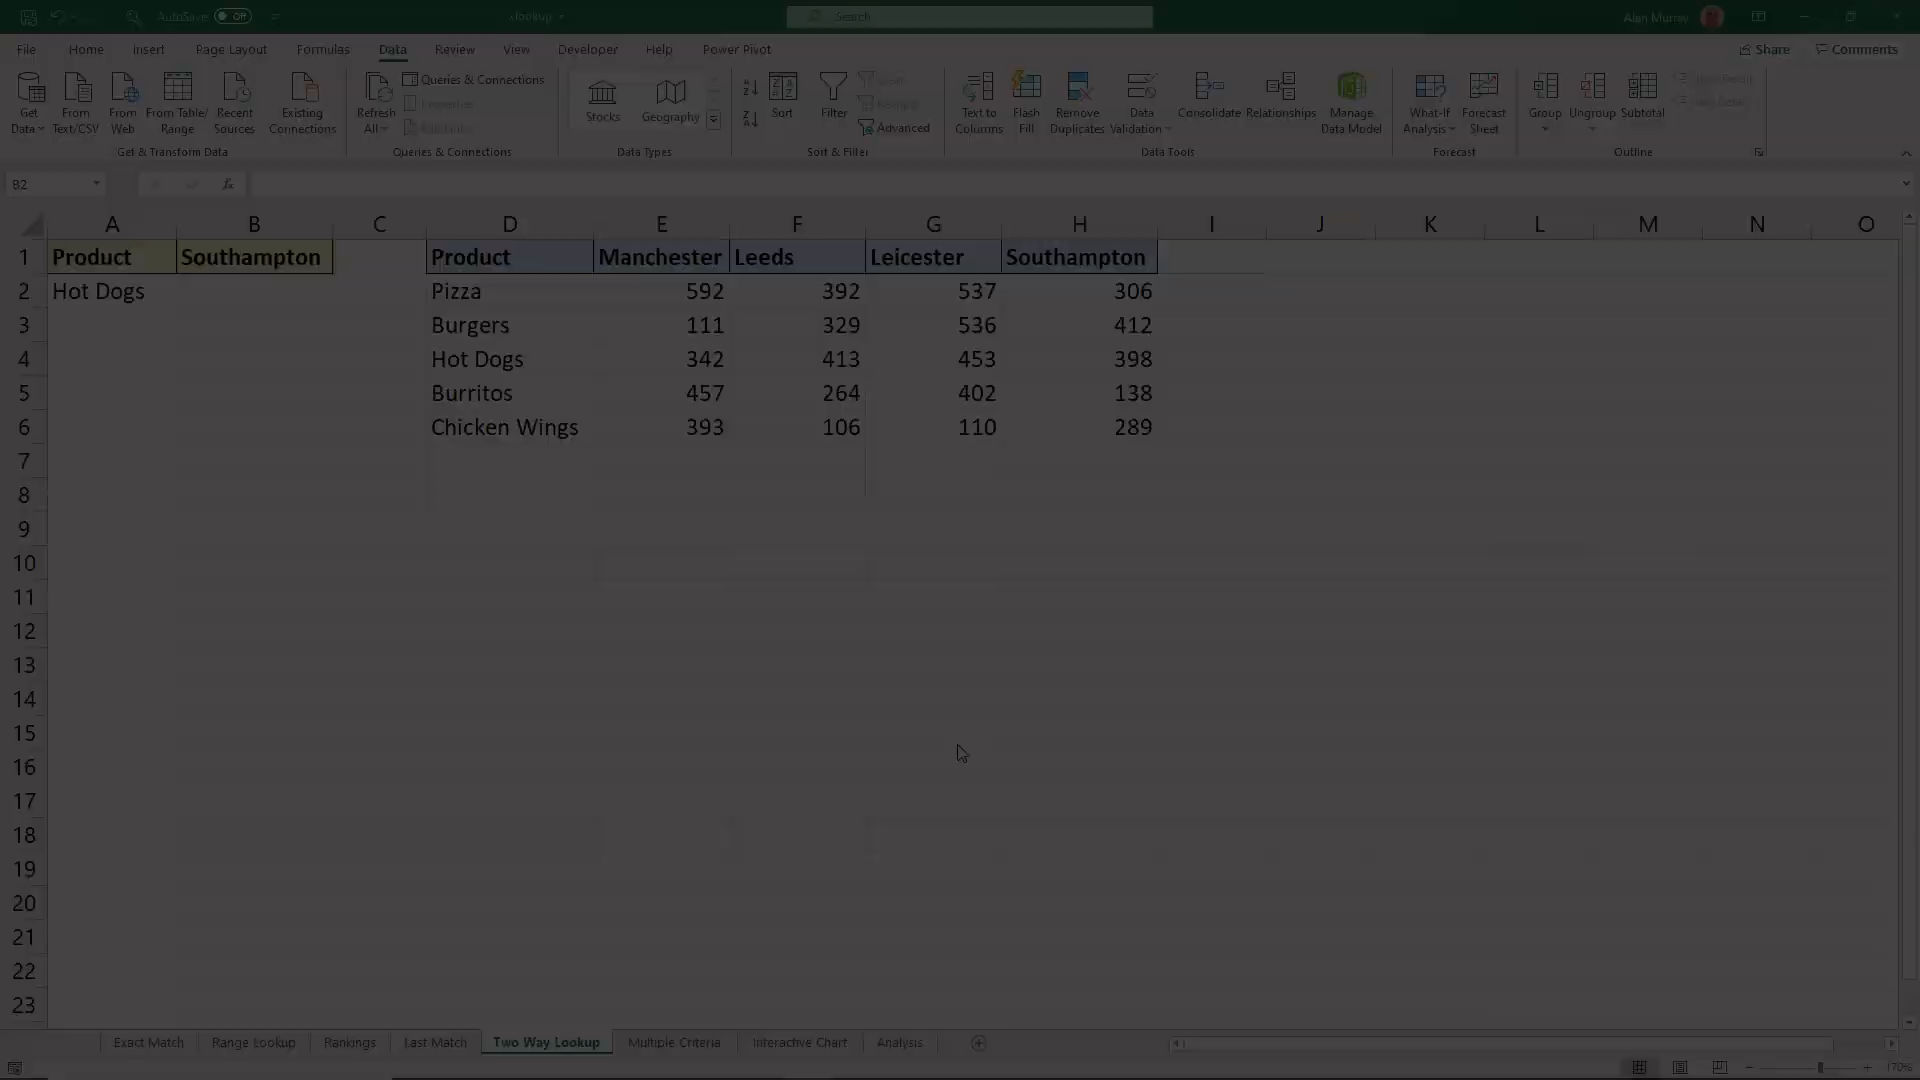 AutoSave Off
xlookup
Search
Alan Murray
File Home Insert Page Layout Formulas Data Review View Developer Help Power Pivot
Share Comments
Get Data
From Text/CSV
From Web
From Table/ Range
Recent Sources
Existing Connections
Get & Transform Data
Refresh All
Queries & Connections
Properties
Queries & Connections
Stocks
Geography
Data Types
Sort
Filter
Clear
Reapply
Advanced
Sort & Filter
Text to Columns
Flash Fill
Remove Duplicates
Data Validation
Consolidate
Relationships
Manage Data Model
Data Tools
What-If Analysis
Forecast Sheet
Forecast
Group
Ungroup
Subtotal
Outline
B2
fx
A B C D E F G H I J K L M N O
1 Product Southampton Product Manchester Leeds Leicester Southampton
2 Hot Dogs Pizza 592 392 537 306
3 Burgers 111 329 536 412
4 Hot Dogs 342 413 453 398
5 Burritos 457 264 402 138
6 Chicken Wings 393 106 110 289
7
8
9
10
11
12
13
14
15
16
17
18
19
20
21
22
23
Exact Match Range Lookup Rankings Last Match Two Way Lookup Multiple Criteria Interactive Chart Analysis
170%